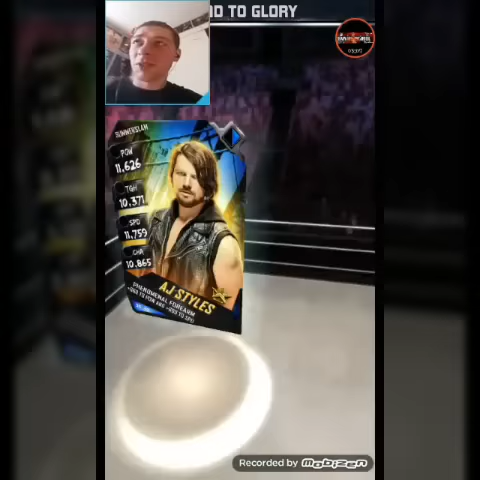 D TO GLORY
SUMMERSLAM
POW
11,626
TGH
10,371
SPD
11,759
CHA
10,865
AJ STYLES
PHENOMENAL FOREARM
Recorded by mobizen